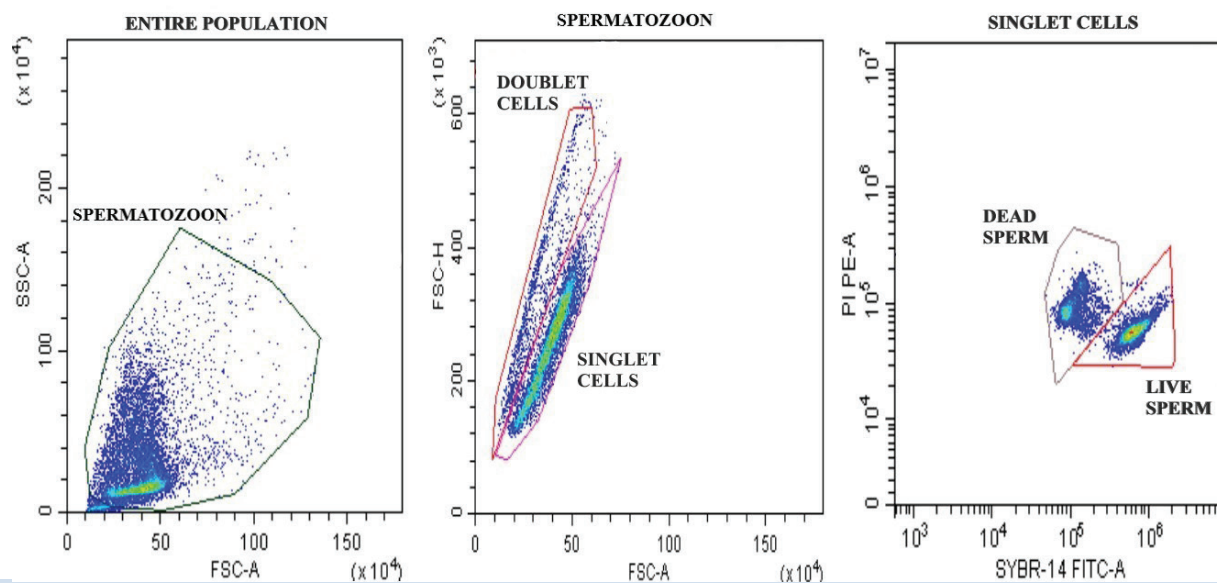 ENTIRE POPULATION
(x 10⁴)
SSC-A
200
100
0
SPERMATOZOON
0 50 100 150
FSC-A (x 10⁴)
SPERMATOZOON
(x 10³)
FSC-H
600
400
200
0
DOUBLET
CELLS
SINGLET
CELLS
0 50 100 150
FSC-A (x 10⁴)
SINGLET CELLS
PI PE-A
10⁷
10⁶
10⁵
10⁴
0
DEAD
SPERM
LIVE
SPERM
10³ 10⁴ 10⁵ 10⁶
SYBR-14 FITC-A